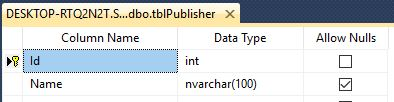 DESKTOP-RTQ2N2T.S...dbo.tblPublisher
Column Name Data Type Allow Nulls
Id int
Name nvarchar(100)